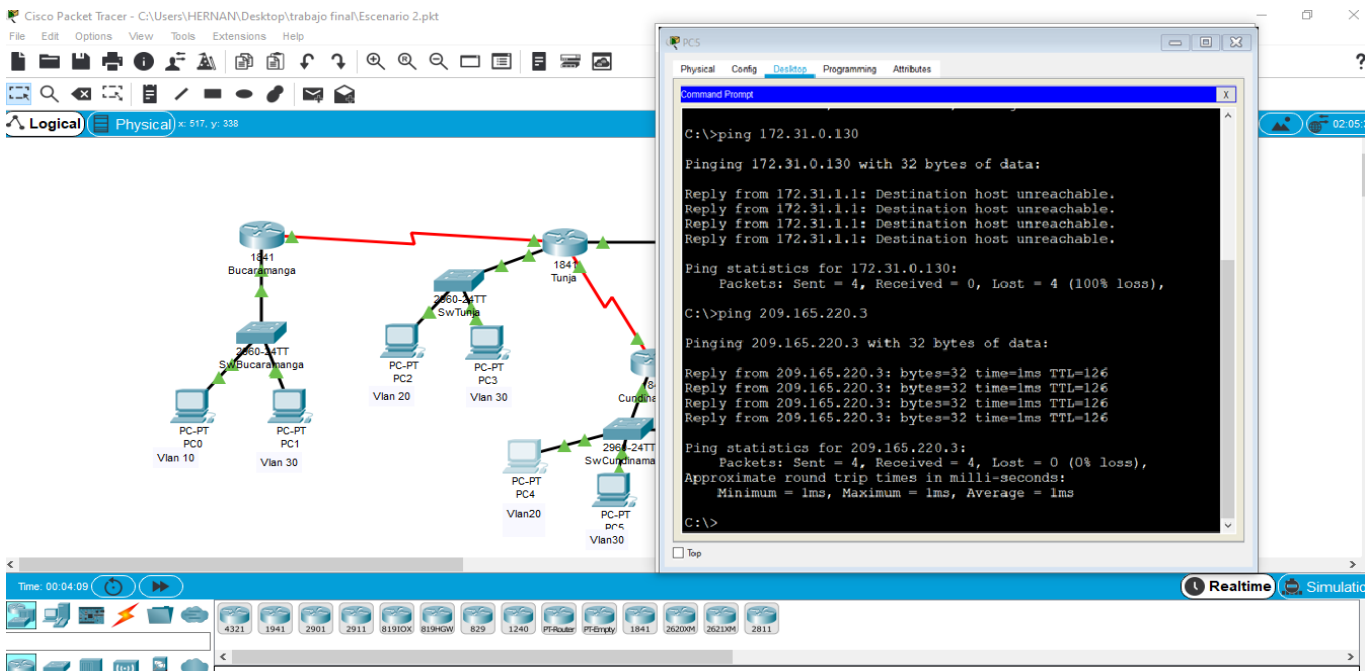 Cisco Packet Tracer - C:\Users\HERNAN\Desktop\trabajo final\Escenario 2.pkt
File Edit Options View Tools Extensions Help
?
Logical Physical x: 517, y: 338
02:05:
1841
Bucaramanga
1841
Tunja
2960-24TT
SwTunja
2960-24TT
SwBucaramanga
PC-PT
PC2
Vlan 20
PC-PT
PC3
Vlan 30
PC-PT
PC0
Vlan 10
PC-PT
PC1
Vlan 30
Cundina
2960-24TT
SwCundinama
PC-PT
PC4
Vlan20
PC-PT
PC5
Vlan30
PC5
Physical Config Desktop Programming Attributes
Command Prompt X
C:\>ping 172.31.0.130
Pinging 172.31.0.130 with 32 bytes of data:
Reply from 172.31.1.1: Destination host unreachable.
Reply from 172.31.1.1: Destination host unreachable.
Reply from 172.31.1.1: Destination host unreachable.
Reply from 172.31.1.1: Destination host unreachable.
Ping statistics for 172.31.0.130:
Packets: Sent = 4, Received = 0, Lost = 4 (100% loss),
C:\>ping 209.165.220.3
Pinging 209.165.220.3 with 32 bytes of data:
Reply from 209.165.220.3: bytes=32 time=1ms TTL=126
Reply from 209.165.220.3: bytes=32 time=1ms TTL=126
Reply from 209.165.220.3: bytes=32 time=1ms TTL=126
Reply from 209.165.220.3: bytes=32 time=1ms TTL=126
Ping statistics for 209.165.220.3:
Packets: Sent = 4, Received = 4, Lost = 0 (0% loss),
Approximate round trip times in milli-seconds:
Minimum = 1ms, Maximum = 1ms, Average = 1ms
C:\>
Top
Time: 00:04:09
Realtime Simulatio
4321 1941 2901 2911 819IOX 819HGW 829 1240 PT-Router PT-Empty 1841 2620XM 2621XM 2811